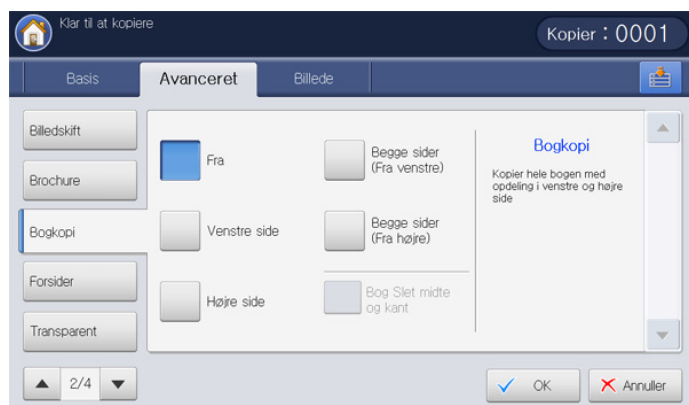 Klar til at kopiere
Kopier : 0001
Basis
Avanceret
Billede
Billedskift
Brochure
Bogkopi
Forsider
Transparent
2/4
Fra
Venstre side
Højre side
Begge sider
(Fra venstre)
Begge sider
(Fra højre)
Bog Slet midte
og kant
Bogkopi
Kopier hele bogen med
opdeling i venstre og højre
side
OK
Annuller